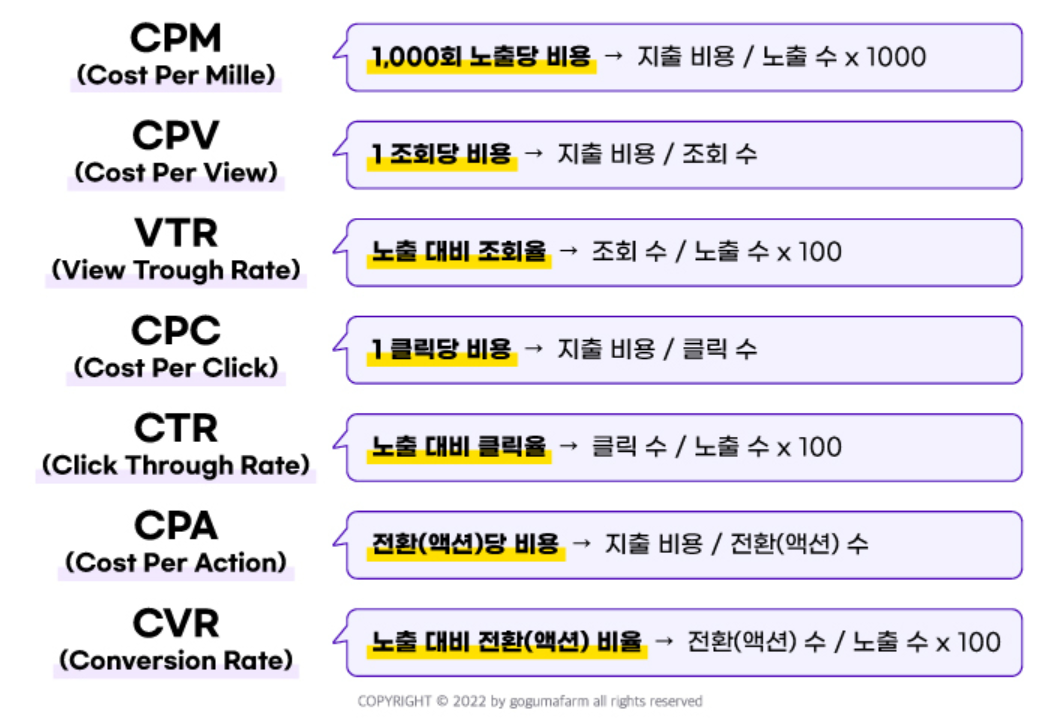 CPM
(Cost Per Mille)
1,000회 노출당 비용 → 지출 비용 / 노출 수 x 1000
CPV
(Cost Per View)
1 조회당 비용 → 지출 비용 / 조회 수
VTR
(View Trough Rate)
노출 대비 조회율 → 조회 수 / 노출 수 x 100
CPC
(Cost Per Click)
1 클릭당 비용 → 지출 비용 / 클릭 수
CTR
(Click Through Rate)
노출 대비 클릭율 → 클릭 수 / 노출 수 x 100
CPA
(Cost Per Action)
전환(액션)당 비용 → 지출 비용 / 전환(액션) 수
CVR
(Conversion Rate)
노출 대비 전환(액션) 비율 → 전환(액션) 수 / 노출 수 x 100
COPYRIGHT © 2022 by gogumafarm all rights reserved